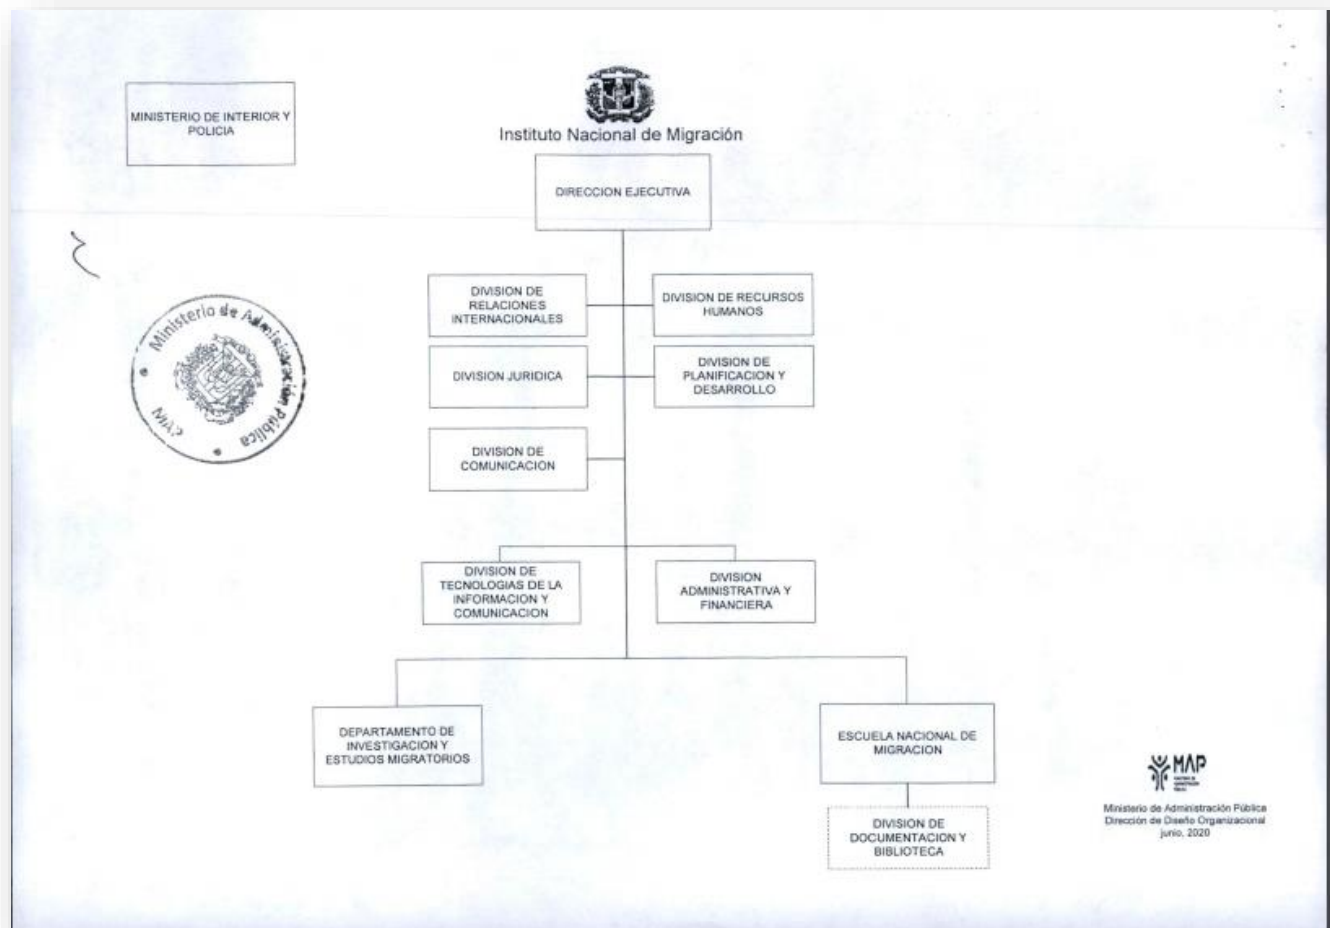 MINISTERIO DE INTERIOR Y
POLICIA
Instituto Nacional de Migración
DIRECCION EJECUTIVA
DIVISION DE
RELACIONES
INTERNACIONALES
DIVISION DE RECURSOS
HUMANOS
DIVISION JURIDICA
DIVISION DE
PLANIFICACION Y
DESARROLLO
Ministerio de Administración Pública
DIVISION DE
COMUNICACION
DIVISION DE
TECNOLOGIAS DE LA
INFORMACION Y
COMUNICACION
DIVISION
ADMINISTRATIVA Y
FINANCIERA
DEPARTAMENTO DE
INVESTIGACION Y
ESTUDIOS MIGRATORIOS
ESCUELA NACIONAL DE
MIGRACION
DIVISION DE
DOCUMENTACION Y
BIBLIOTECA
MAP
Ministerio de Administración Pública
Dirección de Diseño Organizacional
junio, 2020